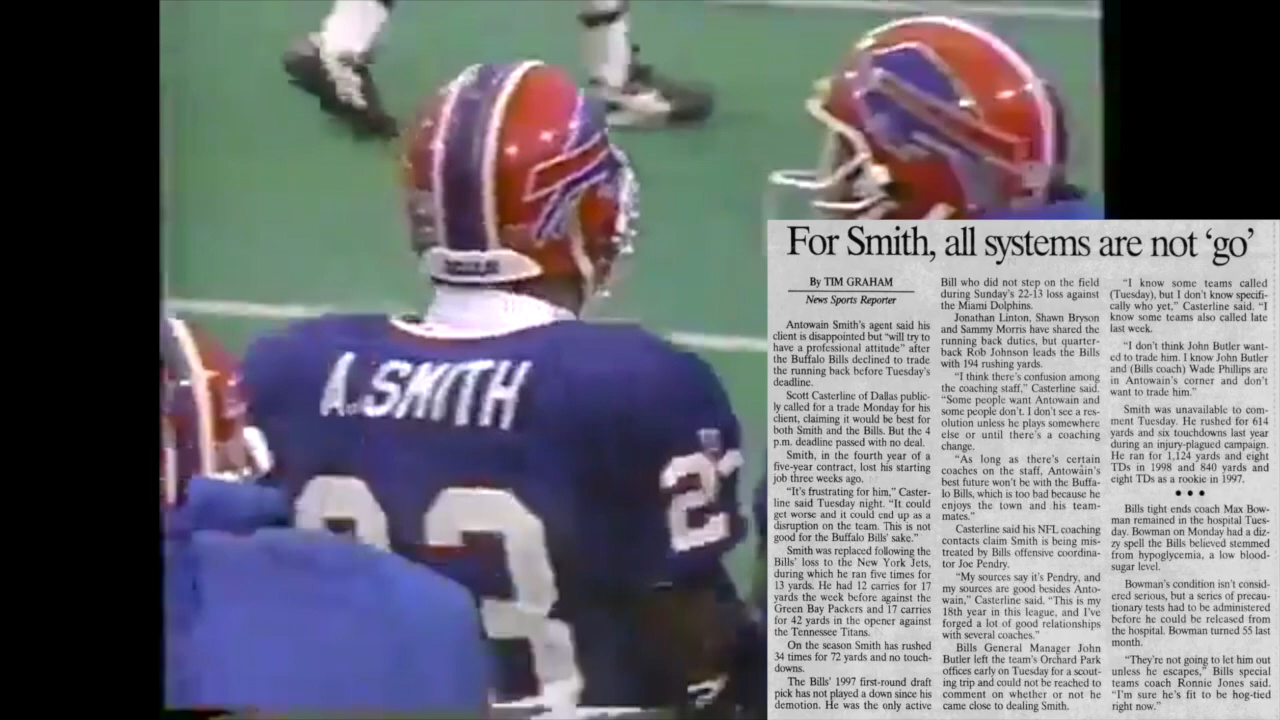 A. SMITH
23
2
For Smith, all systems are not ‘go’
By TIM GRAHAM
News Sports Reporter
Antowain Smith's agent said his
client is disappointed but "will try to
have a professional attitude" after
the Buffalo Bills declined to trade
the running back before Tuesday's
deadline.
Scott Casterline of Dallas public-
ly called for a trade Monday for his
client, claiming it would be best for
both Smith and the Bills. But the 4
p.m. deadline passed with no deal.
Smith, in the fourth year of a
five-year contract, lost his starting
job three weeks ago.
"It's frustrating for him," Caster-
line said Tuesday night. "It could
get worse and it could end up as a
disruption on the team. This is not
good for the Buffalo Bills' sake."
Smith was replaced following the
Bills' loss to the New York Jets,
during which he ran five times for
13 yards. He had 12 carries for 17
yards the week before against the
Green Bay Packers and 17 carries
for 42 yards in the opener against
the Tennessee Titans.
On the season Smith has rushed
34 times for 72 yards and no touch-
downs.
The Bills' 1997 first-round draft
pick has not played a down since his
demotion. He was the only active
Bill who did not step on the field
during Sunday's 22-13 loss against
the Miami Dolphins.
Jonathan Linton, Shawn Bryson
and Sammy Morris have shared the
running back duties, but quarter-
back Rob Johnson leads the Bills
with 194 rushing yards.
"I think there's confusion among
the coaching staff," Casterline said.
"Some people want Antowain and
some people don't. I don't see a res-
olution unless he plays somewhere
else or until there's a coaching
change.
"As long as there's certain
coaches on the staff, Antowain's
best future won't be with the Buffa-
lo Bills, which is too bad because he
enjoys the town and his team-
mates."
Casterline said his NFL coaching
contacts claim Smith is being mis-
treated by Bills offensive coordina-
tor Joe Pendry.
"My sources say it's Pendry, and
my sources are good besides Anto-
wain," Casterline said. "This is my
18th year in this league, and I've
forged a lot of good relationships
with several coaches."
Bills General Manager John
Butler left the team's Orchard Park
offices early on Tuesday for a scout-
ing trip and could not be reached to
comment on whether or not he
came close to dealing Smith.
"I know some teams called
(Tuesday), but I don't know specifi-
cally who yet," Casterline said. "I
know some teams also called late
last week.
"I don't think John Butler want-
ed to trade him. I know John Butler
and (Bills coach) Wade Phillips are
in Antowain's corner and don't
want to trade him."
Smith was unavailable to com-
ment Tuesday. He rushed for 614
yards and six touchdowns last year
during an injury-plagued campaign.
He ran for 1,124 yards and eight
TDs in 1998 and 840 yards and
eight TDs as a rookie in 1997.
• • •
Bills tight ends coach Max Bow-
man remained in the hospital Tues-
day. Bowman on Monday had a diz-
zy spell the Bills believed stemmed
from hypoglycemia, a low blood-
sugar level.
Bowman's condition isn't consid-
ered serious, but a series of precau-
tionary tests had to be administered
before he could be released from
the hospital. Bowman turned 55 last
month.
"They're not going to let him out
unless he escapes," Bills special
teams coach Ronnie Jones said.
"I'm sure he's fit to be hog-tied
right now."